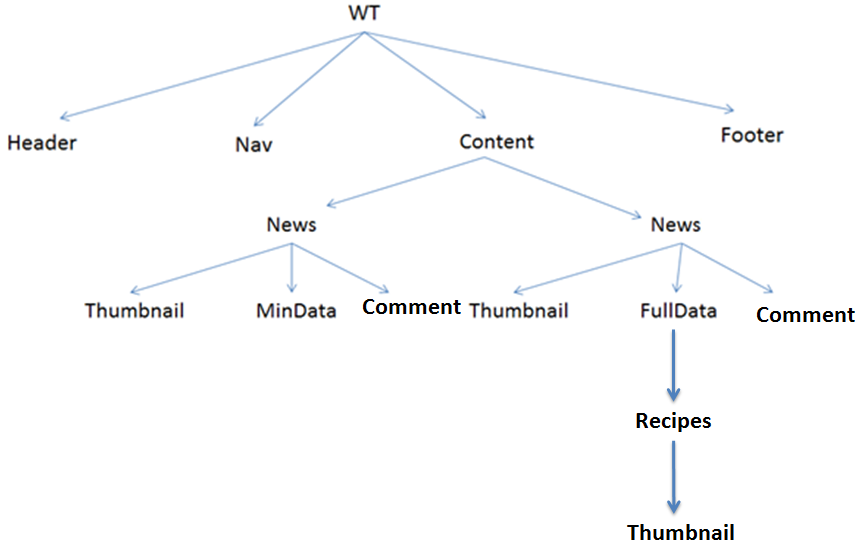 WT
Header
Nav
Content
Footer
News
News
Thumbnail
MinData
Comment
Thumbnail
FullData
Comment
Recipes
Thumbnail